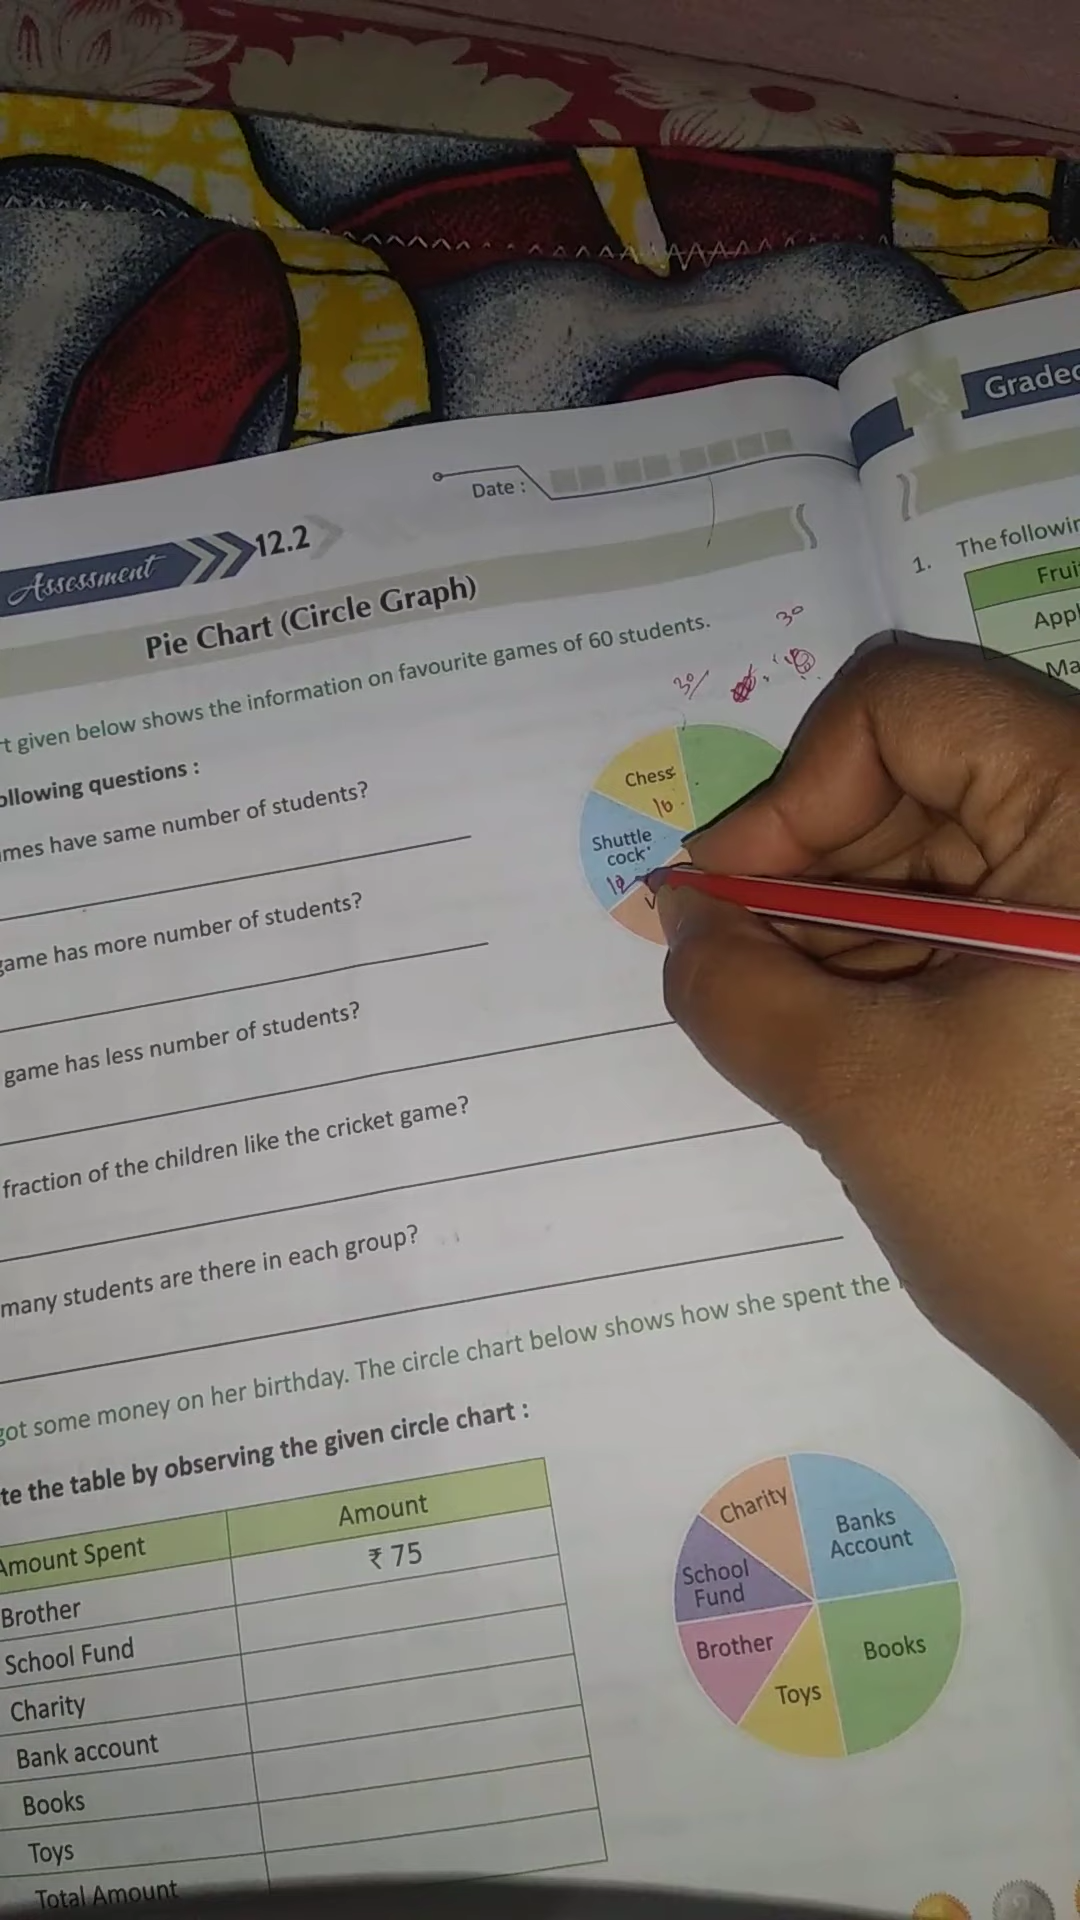 Graded
Date :
Assessment 12.2
Pie Chart (Circle Graph)
1. The following
Fruit
Appl
Ma
t given below shows the information on favourite games of 60 students.
30
30/
ollowing questions :
mes have same number of students?
Chess
10
Shuttle
cock
ame has more number of students?
game has less number of students?
fraction of the children like the cricket game?
many students are there in each group?
got some money on her birthday. The circle chart below shows how she spent the
te the table by observing the given circle chart :
Amount Spent
Amount
Brother
₹ 75
School Fund
Charity
Bank account
Books
Toys
Total Amount
Charity
Banks
Account
School
Fund
Brother
Books
Toys